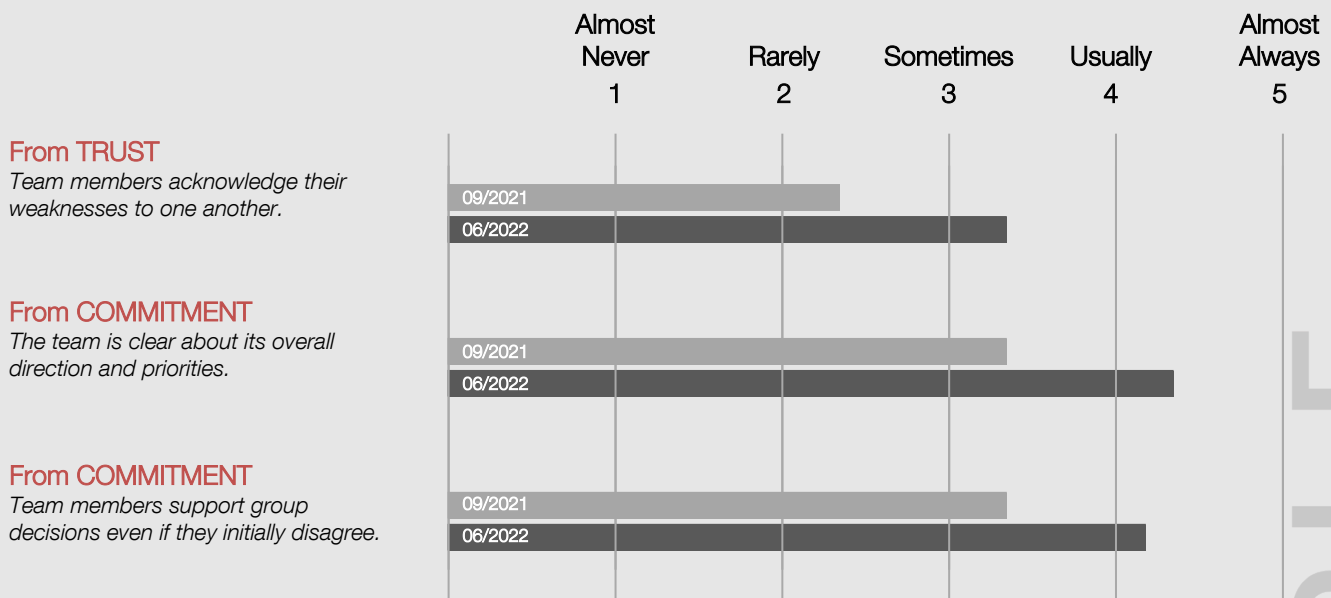 Almost
Never
1
Rarely
2
Sometimes
3
Usually
4
Almost
Always
5
From TRUST
Team members acknowledge their
weaknesses to one another.
09/2021
06/2022
From COMMITMENT
The team is clear about its overall
direction and priorities.
09/2021
06/2022
From COMMITMENT
Team members support group
decisions even if they initially disagree.
09/2021
06/2022